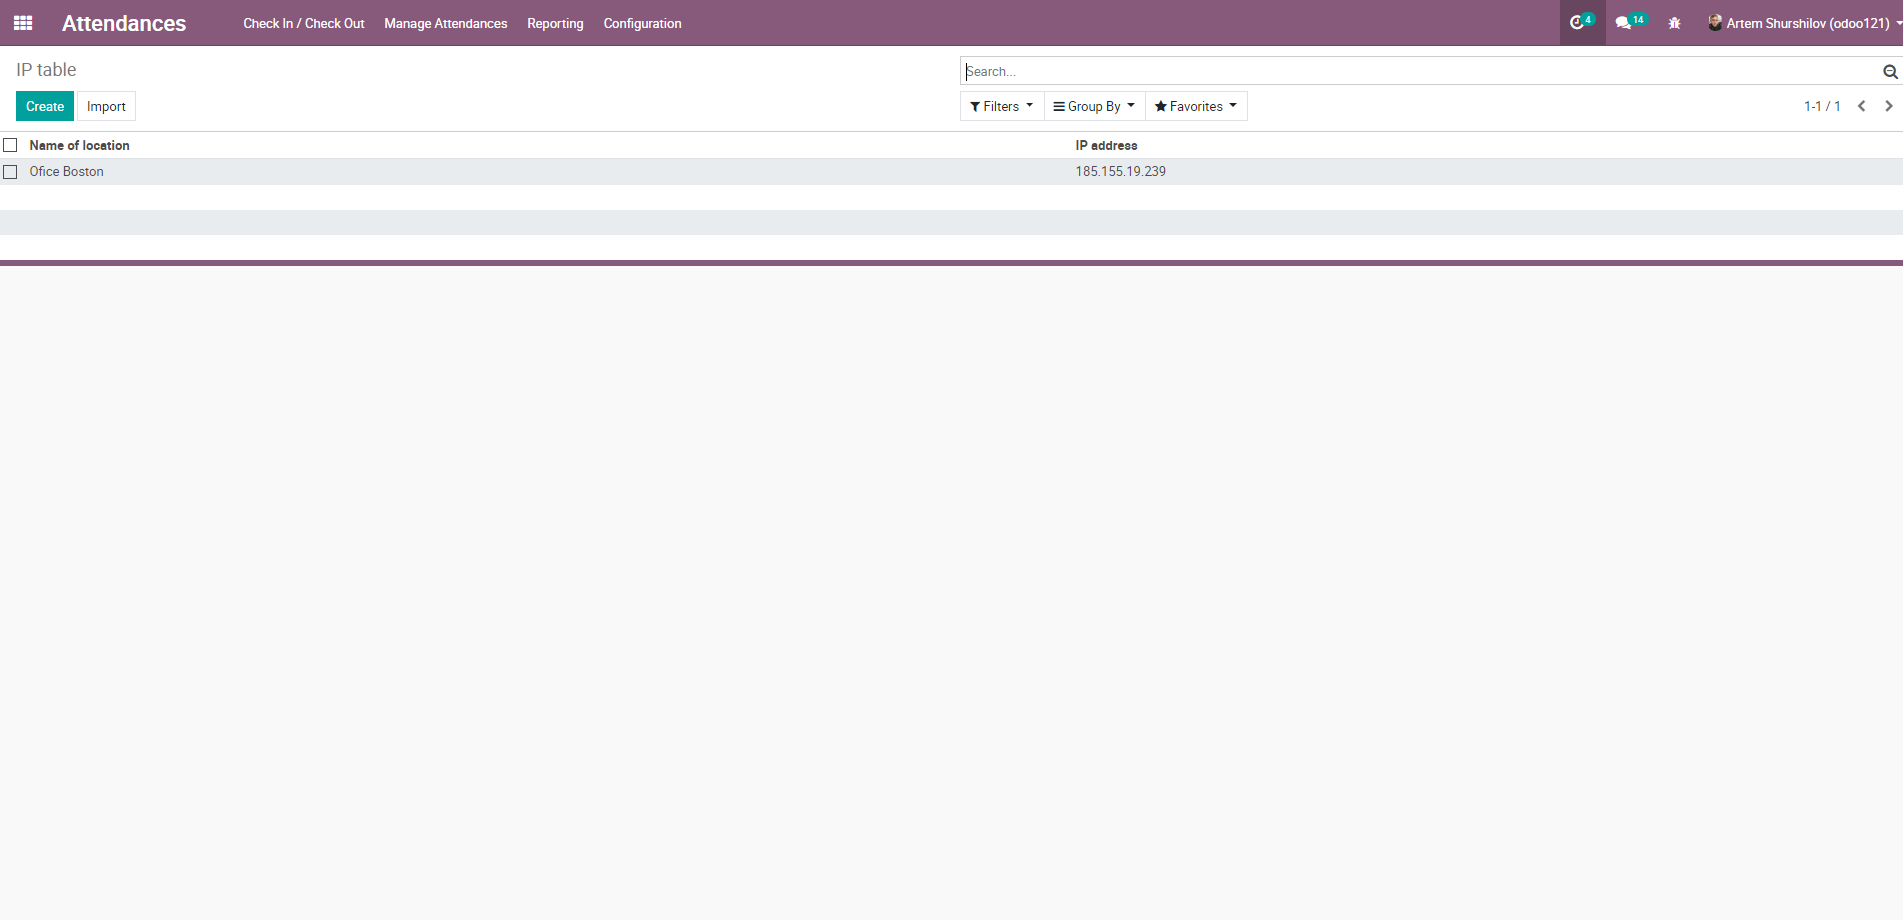 Attendances Check In / Check Out Manage Attendances Reporting Configuration 4 14 Artem Shurshilov (odoo121)
IP table Search...
Create Import Filters Group By Favorites 1-1 / 1
Name of location IP address
Ofice Boston 185.155.19.239